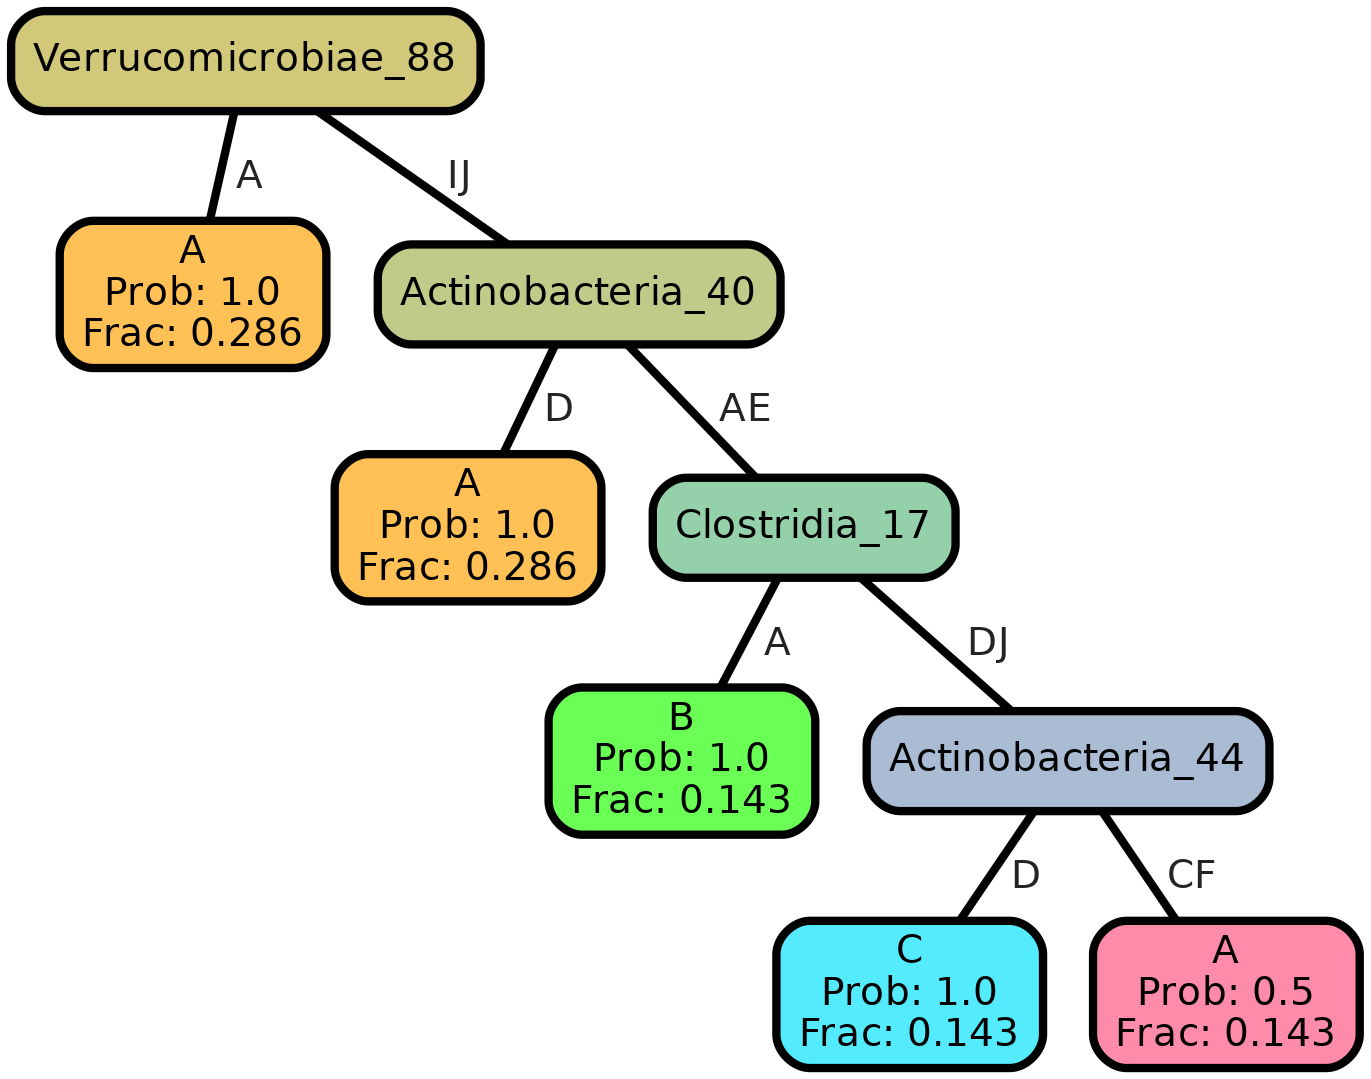 Verrucomicrobiae_88
A
IJ
A
Prob: 1.0
Frac: 0.286
Actinobacteria_40
D
AE
A
Prob: 1.0
Frac: 0.286
Clostridia_17
A
DJ
B
Prob: 1.0
Frac: 0.143
Actinobacteria_44
D
CF
C
Prob: 1.0
Frac: 0.143
A
Prob: 0.5
Frac: 0.143